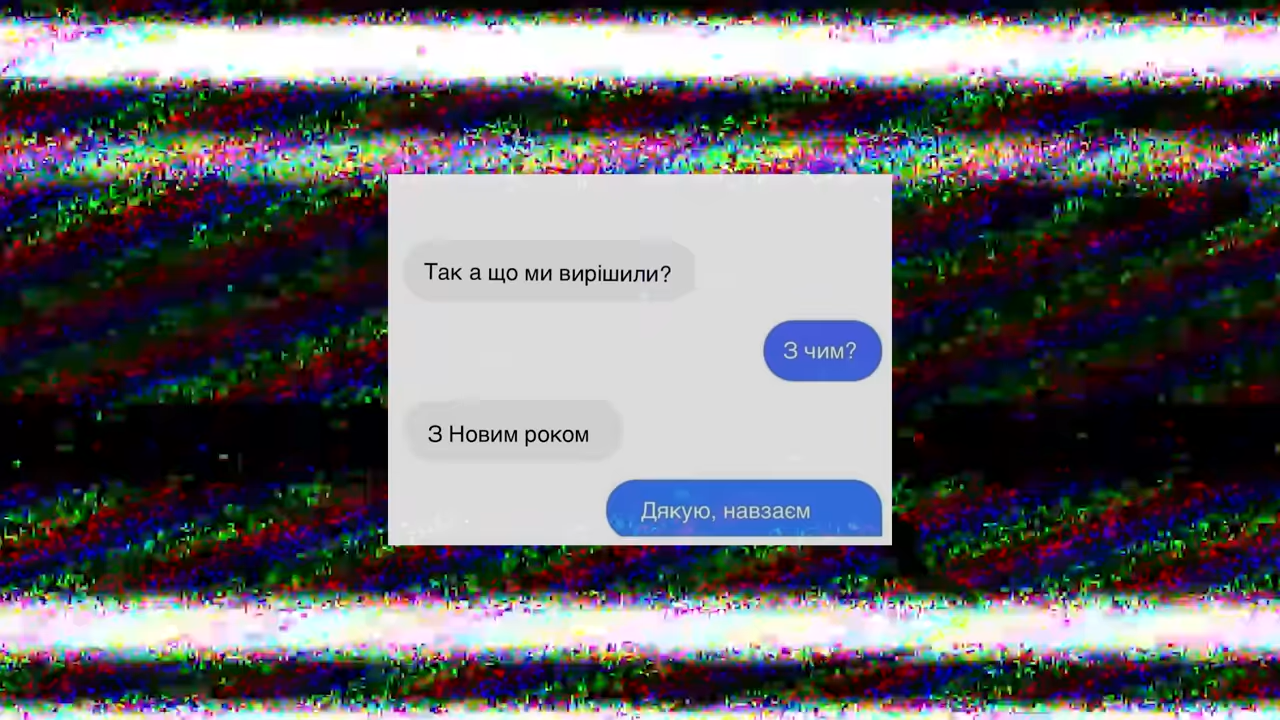 Так а що ми вирішили?
З чим?
З Новим роком
Дякую, навзаєм